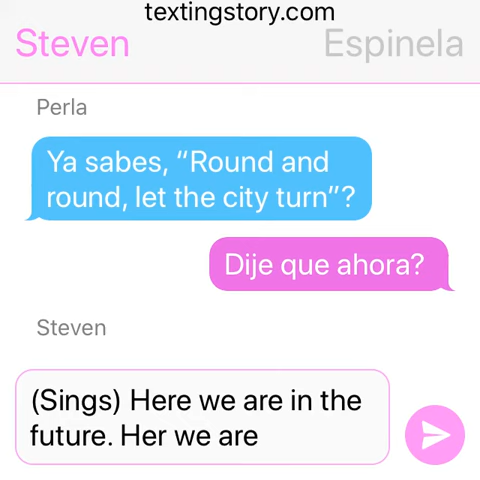 textingstory.com
Steven Espinela
Perla
Ya sabes, “Round and
round, let the city turn”?
Dije que ahora?
Steven
(Sings) Here we are in the
future. Her we are